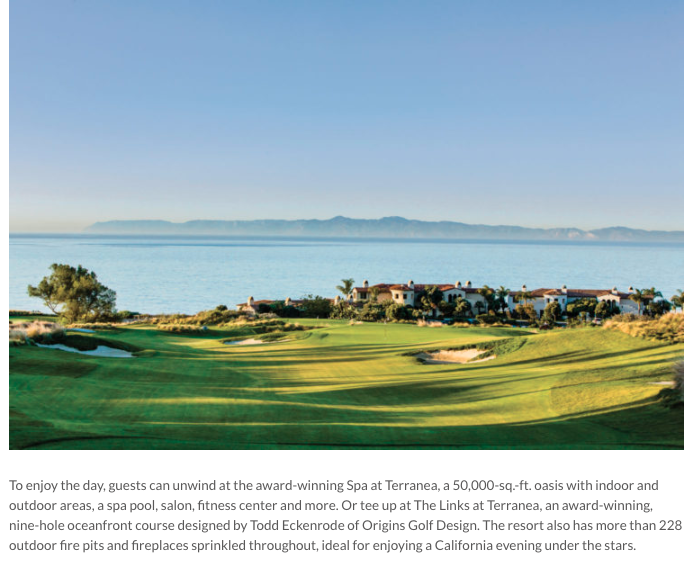 To enjoy the day, guests can unwind at the award-winning Spa at Terranea, a 50,000-sq.-ft. oasis with indoor and
outdoor areas, a spa pool, salon, fitness center and more. Or tee up at The Links at Terranea, an award-winning,
nine-hole oceanfront course designed by Todd Eckenrode of Origins Golf Design. The resort also has more than 228
outdoor fire pits and fireplaces sprinkled throughout, ideal for enjoying a California evening under the stars.